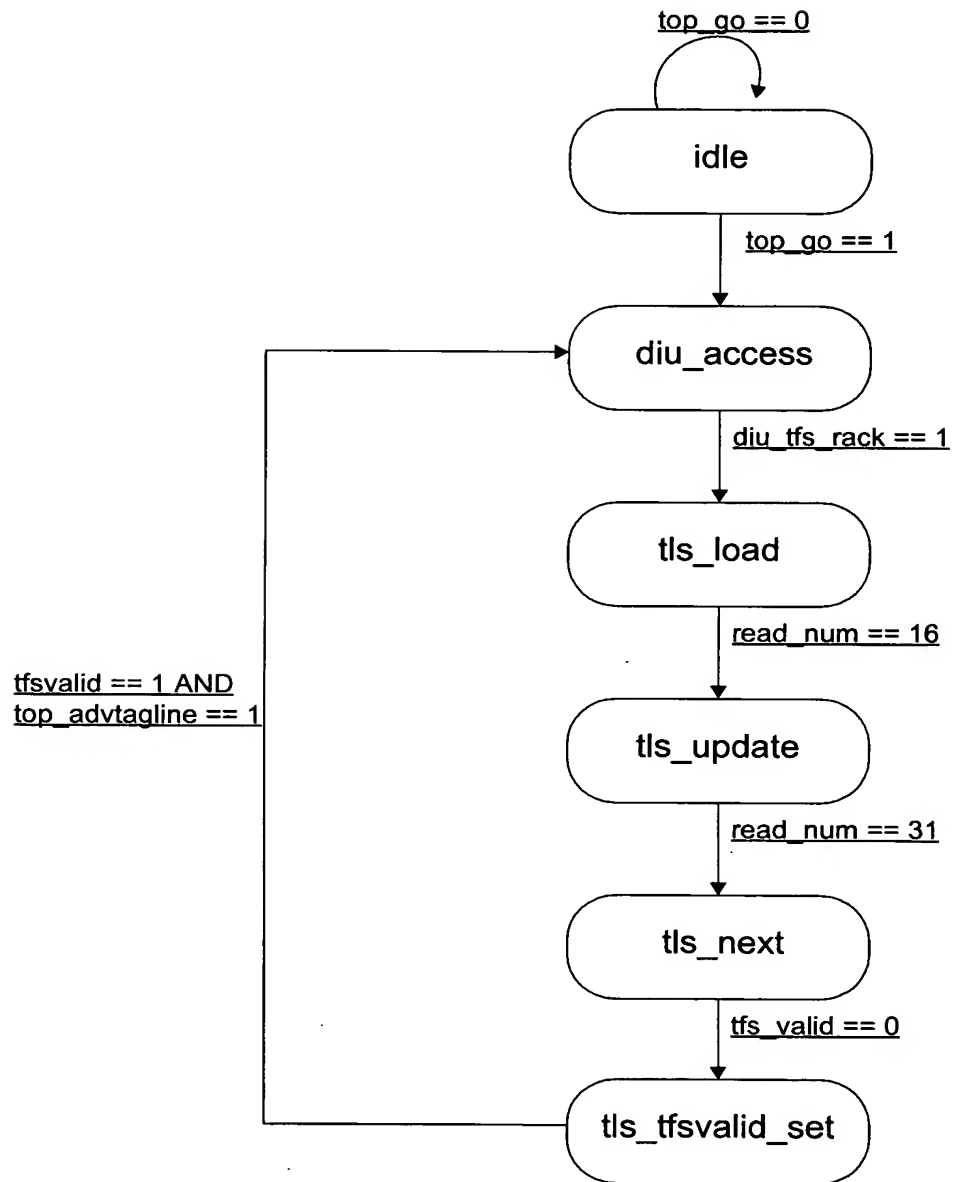 top_go == 0
idle
top_go == 1
diu_access
diu_tfs_rack == 1
tls_load
read_num == 16
tfsvalid == 1 AND
top_advtagline == 1
tls_update
read_num == 31
tls_next
tfs_valid == 0
tls_tfsvalid_set